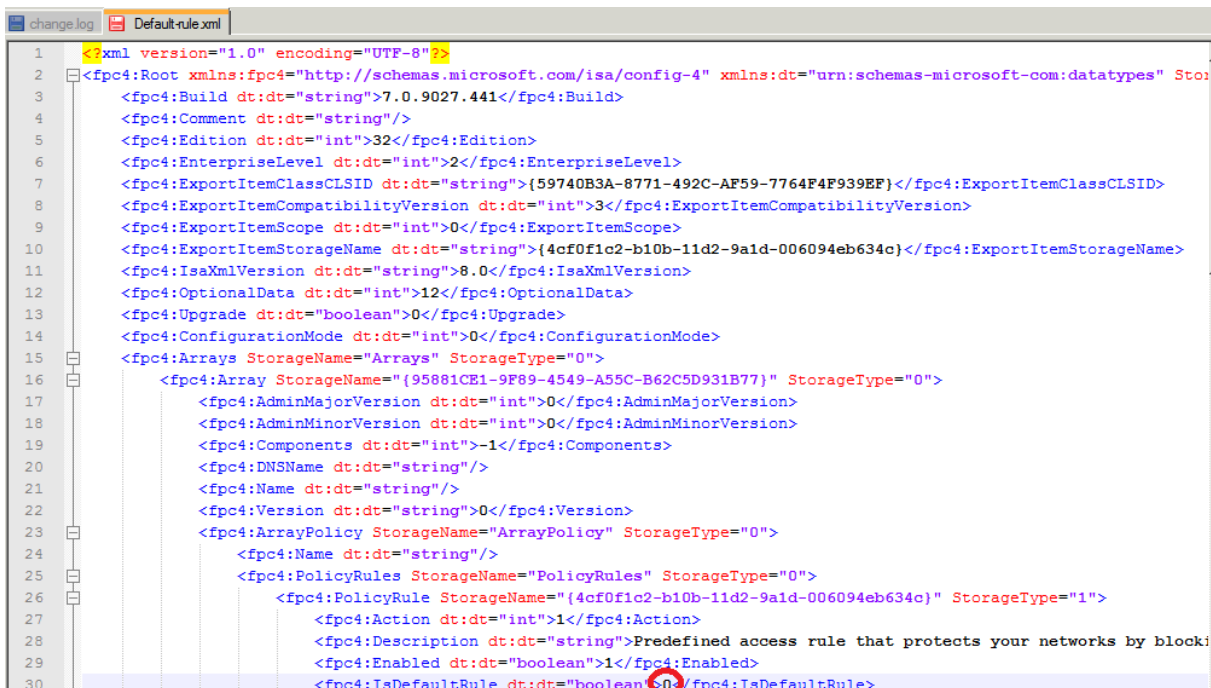 change.log Default-rule.xml
1 <?xml version="1.0" encoding="UTF-8"?>
2 <fpc4:Root xmlns:fpc4="http://schemas.microsoft.com/isa/config-4" xmlns:dt="urn:schemas-microsoft-com:datatypes" Stor
3 <fpc4:Build dt:dt="string">7.0.9027.441</fpc4:Build>
4 <fpc4:Comment dt:dt="string"/>
5 <fpc4:Edition dt:dt="int">32</fpc4:Edition>
6 <fpc4:EnterpriseLevel dt:dt="int">2</fpc4:EnterpriseLevel>
7 <fpc4:ExportItemClassCLSID dt:dt="string">{59740B3A-8771-492C-AF59-7764F4F939EF}</fpc4:ExportItemClassCLSID>
8 <fpc4:ExportItemCompatibilityVersion dt:dt="int">3</fpc4:ExportItemCompatibilityVersion>
9 <fpc4:ExportItemScope dt:dt="int">0</fpc4:ExportItemScope>
10 <fpc4:ExportItemStorageName dt:dt="string">{4cf0f1c2-b10b-11d2-9a1d-006094eb634c}</fpc4:ExportItemStorageName>
11 <fpc4:IsaXmlVersion dt:dt="string">8.0</fpc4:IsaXmlVersion>
12 <fpc4:OptionalData dt:dt="int">12</fpc4:OptionalData>
13 <fpc4:Upgrade dt:dt="boolean">0</fpc4:Upgrade>
14 <fpc4:ConfigurationMode dt:dt="int">0</fpc4:ConfigurationMode>
15 <fpc4:Arrays StorageName="Arrays" StorageType="0">
16 <fpc4:Array StorageName="{95881CE1-9F89-4549-A55C-B62C5D931B77}" StorageType="0">
17 <fpc4:AdminMajorVersion dt:dt="int">0</fpc4:AdminMajorVersion>
18 <fpc4:AdminMinorVersion dt:dt="int">0</fpc4:AdminMinorVersion>
19 <fpc4:Components dt:dt="int">-1</fpc4:Components>
20 <fpc4:DNSName dt:dt="string"/>
21 <fpc4:Name dt:dt="string"/>
22 <fpc4:Version dt:dt="string">0</fpc4:Version>
23 <fpc4:ArrayPolicy StorageName="ArrayPolicy" StorageType="0">
24 <fpc4:Name dt:dt="string"/>
25 <fpc4:PolicyRules StorageName="PolicyRules" StorageType="0">
26 <fpc4:PolicyRule StorageName="{4cf0f1c2-b10b-11d2-9a1d-006094eb634c}" StorageType="1">
27 <fpc4:Action dt:dt="int">1</fpc4:Action>
28 <fpc4:Description dt:dt="string">Predefined access rule that protects your networks by blocki
29 <fpc4:Enabled dt:dt="boolean">1</fpc4:Enabled>
30 <fpc4:IsDefaultRule dt:dt="boolean">0</fpc4:IsDefaultRule>